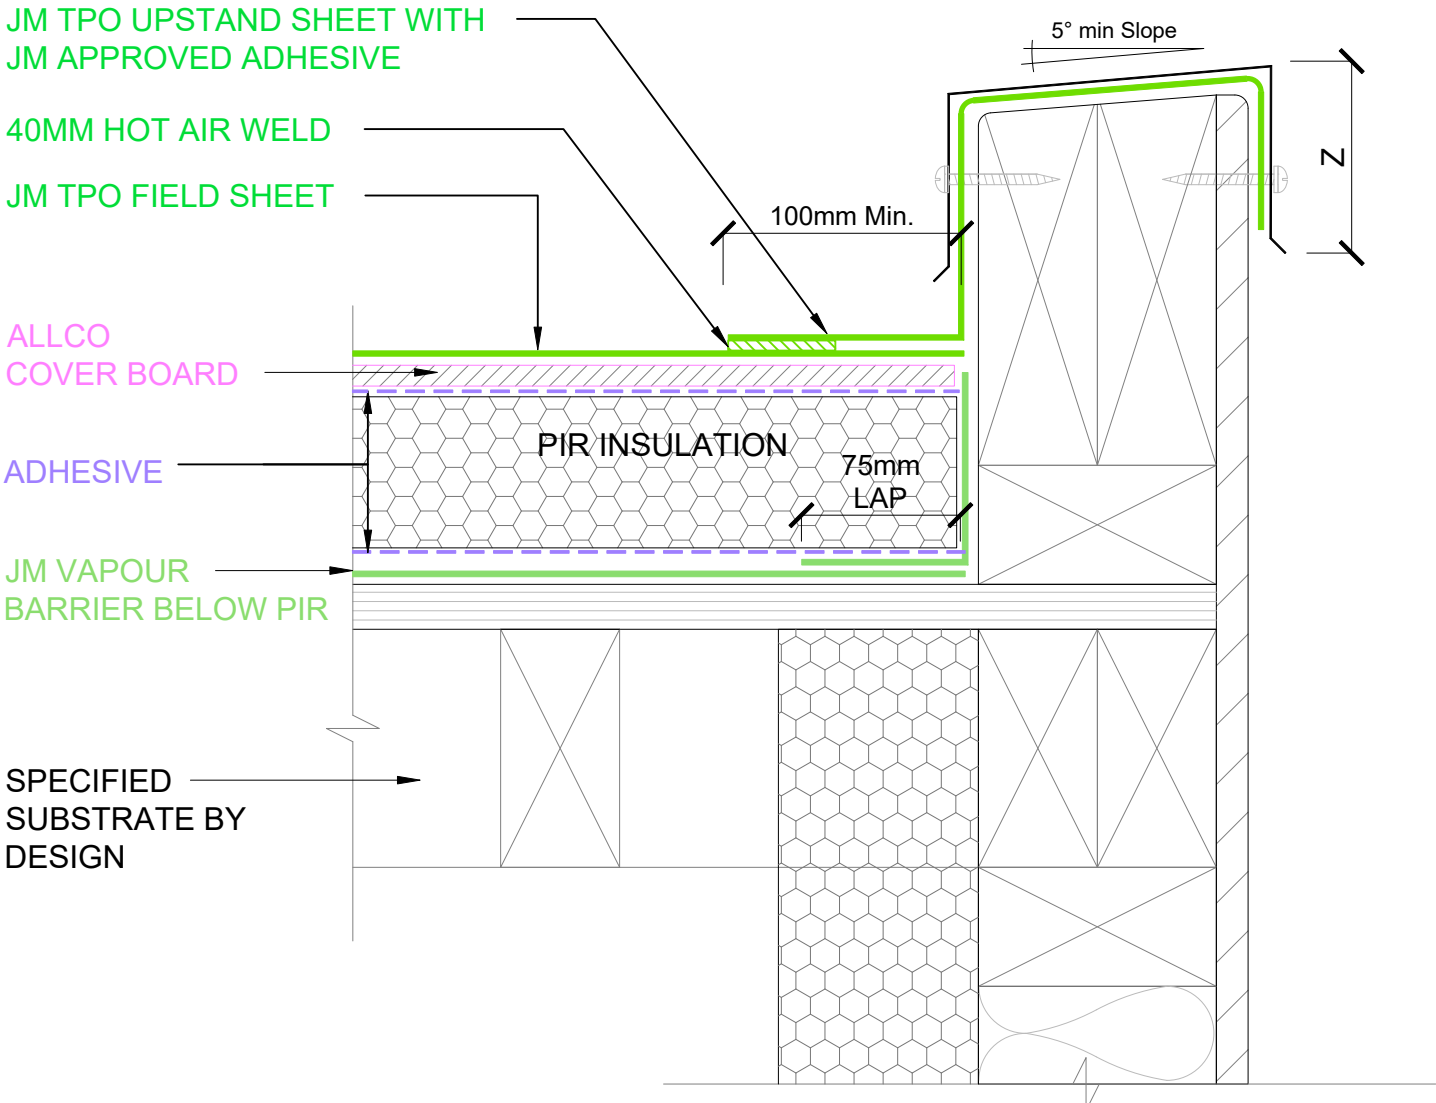 JM TPO UPSTAND SHEET WITH
JM APPROVED ADHESIVE
5° min Slope
40MM HOT AIR WELD
Z
JM TPO FIELD SHEET
100mm Min.
ALLCO
COVER BOARD
PIR INSULATION
75mm
LAP
ADHESIVE
JM VAPOUR
BARRIER BELOW PIR
SPECIFIED
SUBSTRATE BY
DESIGN